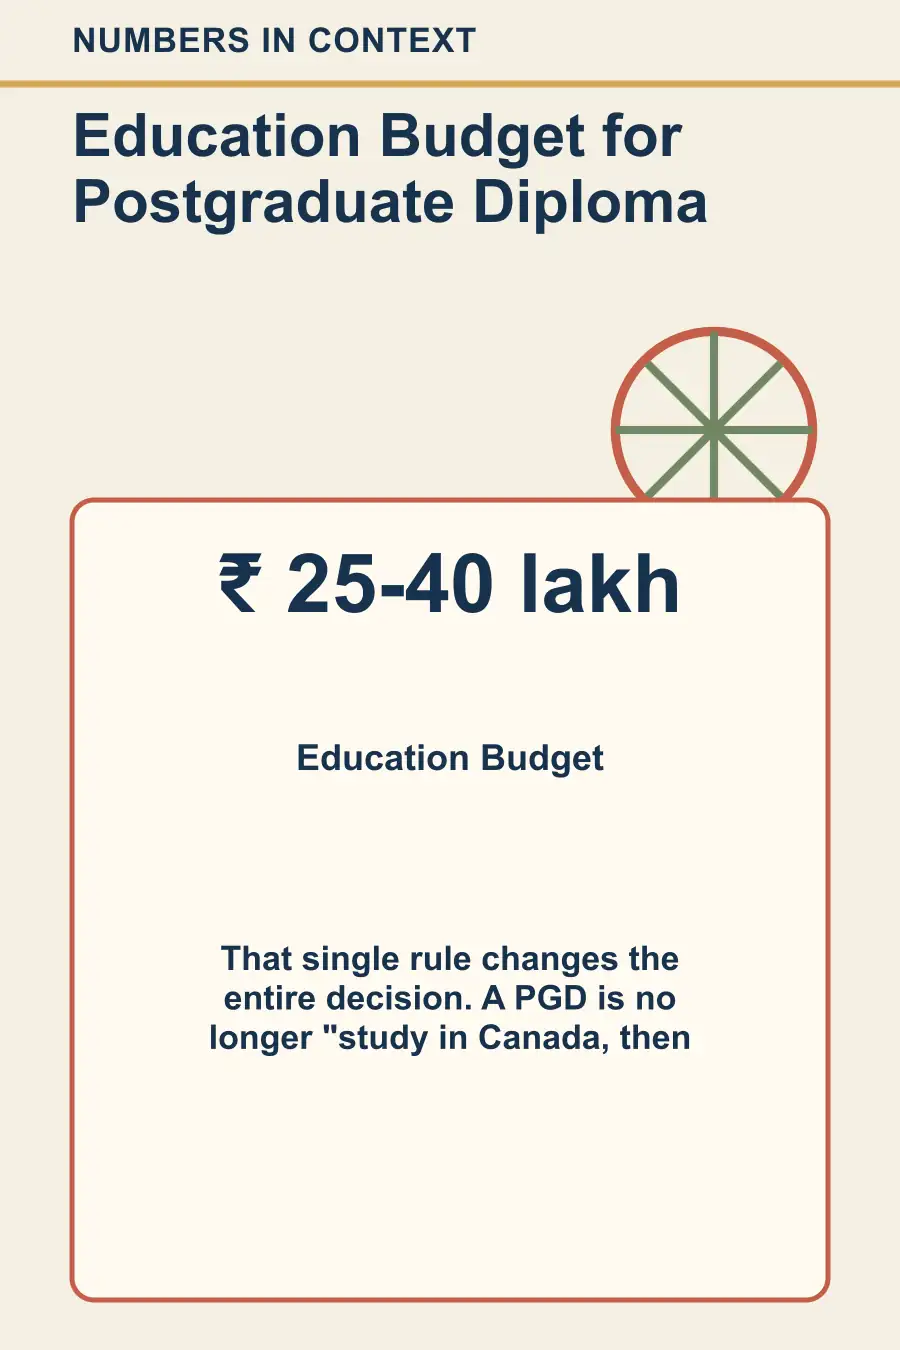 NUMBERS IN CONTEXT
Education Budget for
Postgraduate Diploma
₹ 25-40 lakh
Education Budget
That single rule changes the
entire decision. A PGD is no
longer "study in Canada, then